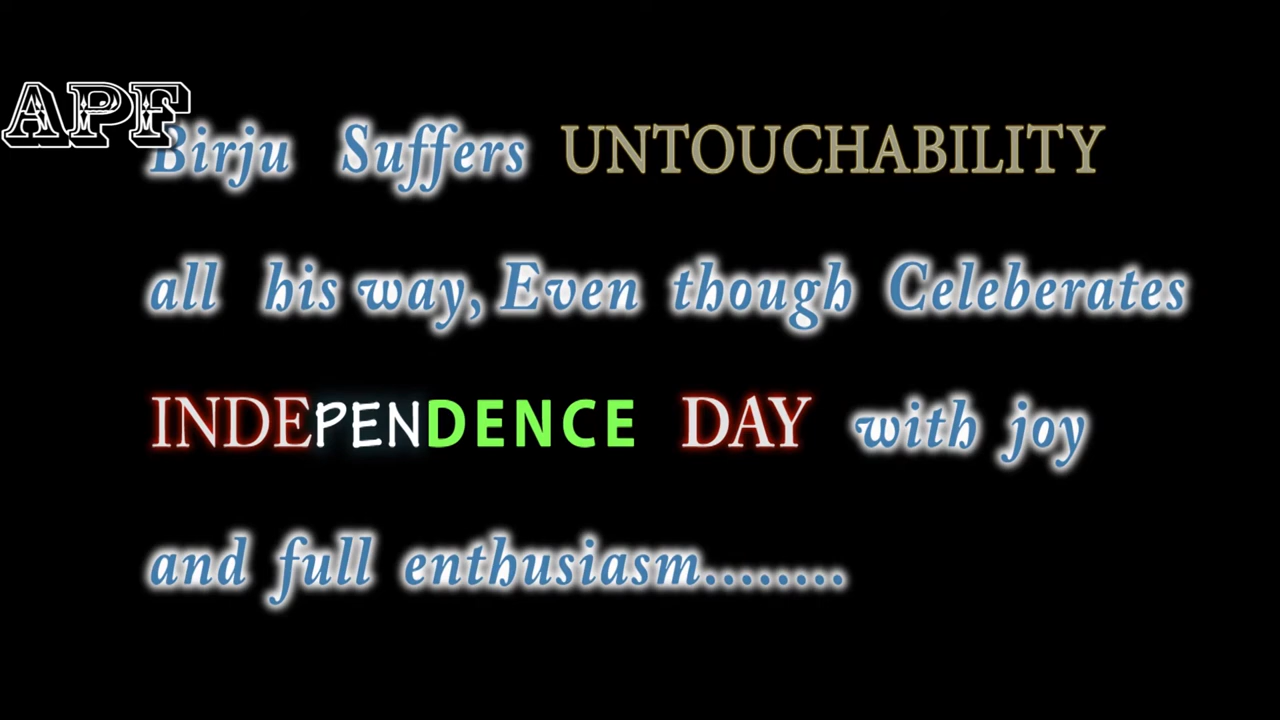 APF
Birju Suffers UNTOUCHABILITY
all his way, Even though Celeberates
INDEPENDENCE DAY with joy
and full enthusiasm........